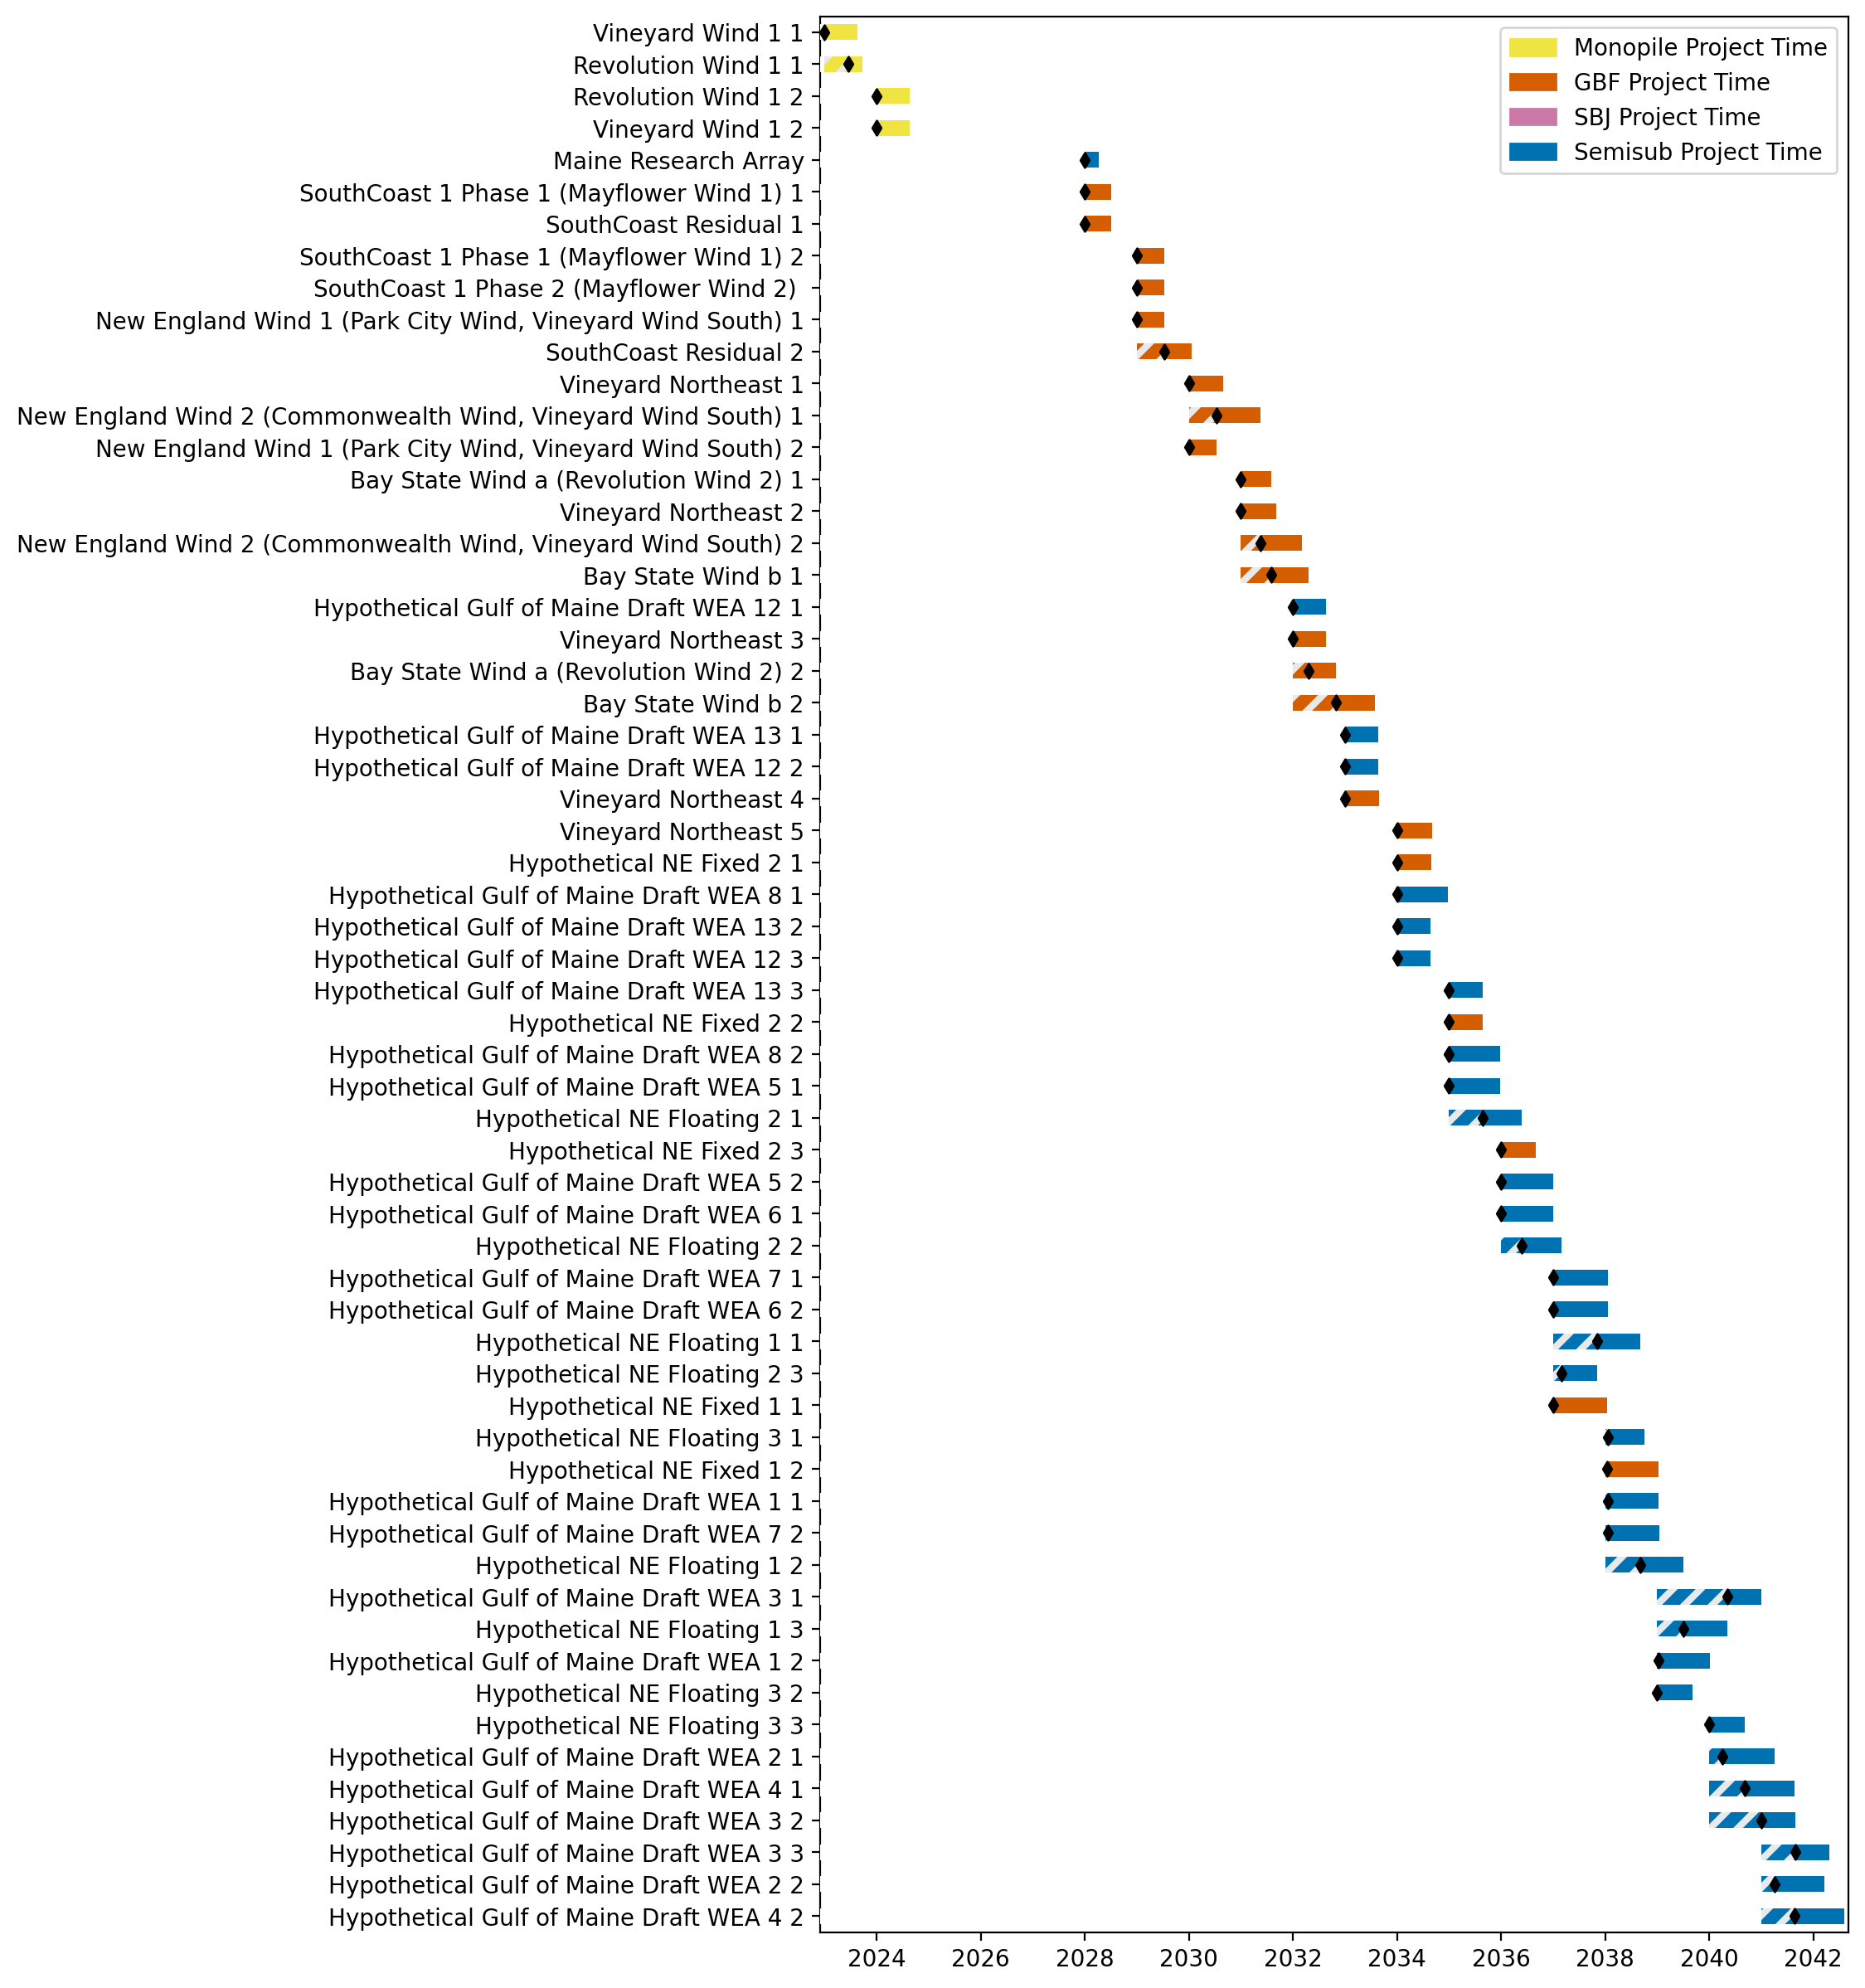 Vineyard Wind 1 1
Revolution Wind 1 1
Revolution Wind 1 2
Vineyard Wind 1 2
Maine Research Array
SouthCoast 1 Phase 1 (Mayflower Wind 1) 1
SouthCoast Residual 1
SouthCoast 1 Phase 1 (Mayflower Wind 1) 2
SouthCoast 1 Phase 2 (Mayflower Wind 2)
New England Wind 1 (Park City Wind, Vineyard Wind South) 1
SouthCoast Residual 2
Vineyard Northeast 1
New England Wind 2 (Commonwealth Wind, Vineyard Wind South) 1
New England Wind 1 (Park City Wind, Vineyard Wind South) 2
Bay State Wind a (Revolution Wind 2) 1
Vineyard Northeast 2
New England Wind 2 (Commonwealth Wind, Vineyard Wind South) 2
Bay State Wind b 1
Hypothetical Gulf of Maine Draft WEA 12 1
Vineyard Northeast 3
Bay State Wind a (Revolution Wind 2) 2
Bay State Wind b 2
Hypothetical Gulf of Maine Draft WEA 13 1
Hypothetical Gulf of Maine Draft WEA 12 2
Vineyard Northeast 4
Vineyard Northeast 5
Hypothetical NE Fixed 2 1
Hypothetical Gulf of Maine Draft WEA 8 1
Hypothetical Gulf of Maine Draft WEA 13 2
Hypothetical Gulf of Maine Draft WEA 12 3
Hypothetical Gulf of Maine Draft WEA 13 3
Hypothetical NE Fixed 2 2
Hypothetical Gulf of Maine Draft WEA 8 2
Hypothetical Gulf of Maine Draft WEA 5 1
Hypothetical NE Floating 2 1
Hypothetical NE Fixed 2 3
Hypothetical Gulf of Maine Draft WEA 5 2
Hypothetical Gulf of Maine Draft WEA 6 1
Hypothetical NE Floating 2 2
Hypothetical Gulf of Maine Draft WEA 7 1
Hypothetical Gulf of Maine Draft WEA 6 2
Hypothetical NE Floating 1 1
Hypothetical NE Floating 2 3
Hypothetical NE Fixed 1 1
Hypothetical NE Floating 3 1
Hypothetical NE Fixed 1 2
Hypothetical Gulf of Maine Draft WEA 1 1
Hypothetical Gulf of Maine Draft WEA 7 2
Hypothetical NE Floating 1 2
Hypothetical Gulf of Maine Draft WEA 3 1
Hypothetical NE Floating 1 3
Hypothetical Gulf of Maine Draft WEA 1 2
Hypothetical NE Floating 3 2
Hypothetical NE Floating 3 3
Hypothetical Gulf of Maine Draft WEA 2 1
Hypothetical Gulf of Maine Draft WEA 4 1
Hypothetical Gulf of Maine Draft WEA 3 2
Hypothetical Gulf of Maine Draft WEA 3 3
Hypothetical Gulf of Maine Draft WEA 2 2
Hypothetical Gulf of Maine Draft WEA 4 2
Monopile Project Time
GBF Project Time
SBJ Project Time
Semisub Project Time
2024 2026 2028 2030 2032 2034 2036 2038 2040 2042